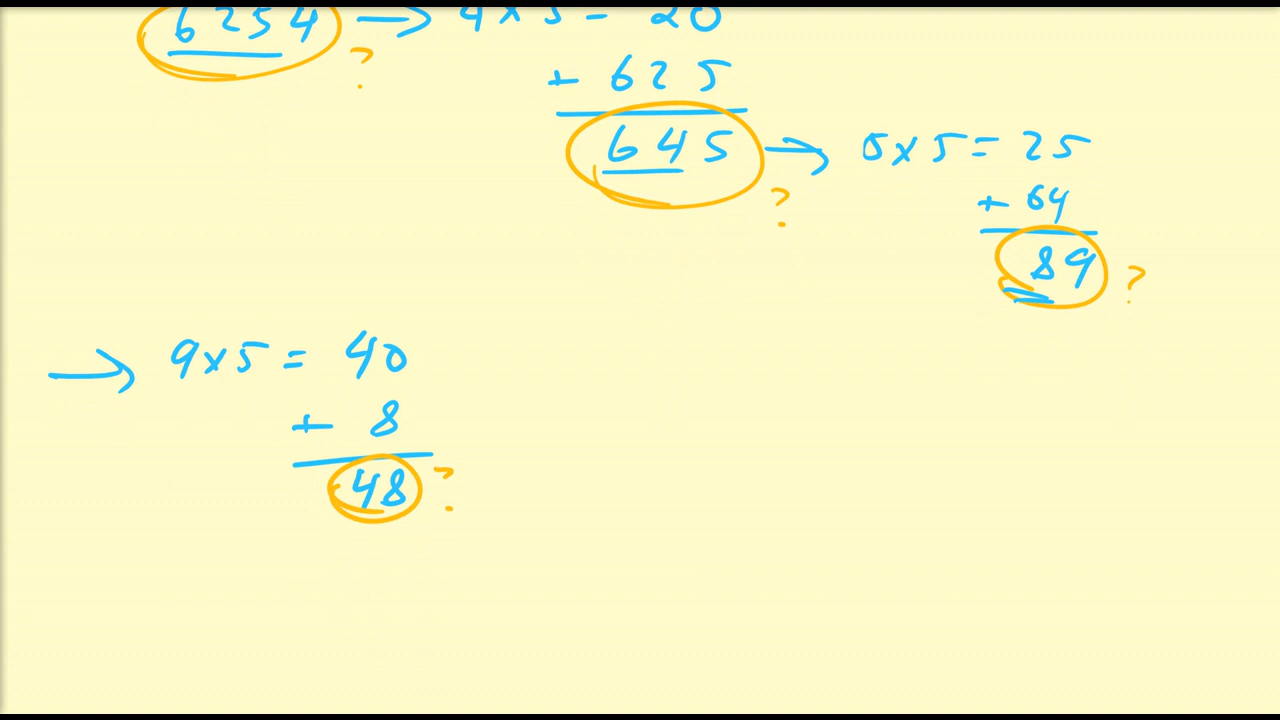 6254 → 4 x 5 = 20
?
+ 625
645 → 5 x 5 = 25
?
+ 64
89 ?
→ 9 x 5 = 40
+ 8
48 ?